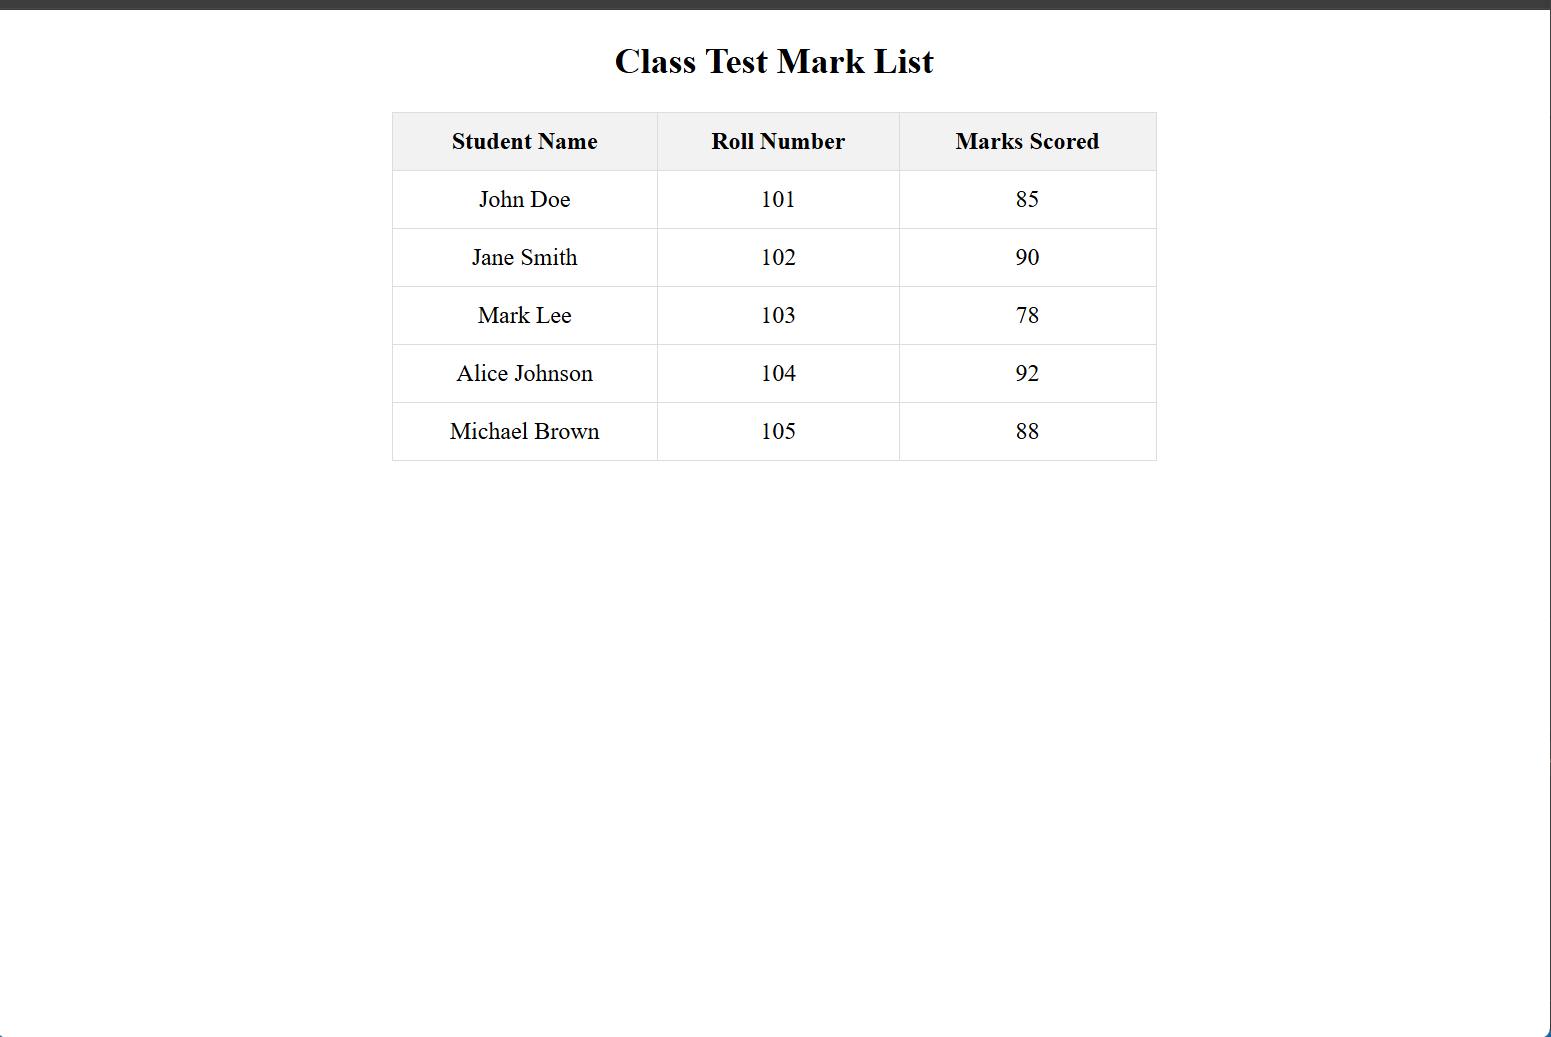 Class Test Mark List
Student Name Roll Number Marks Scored
John Doe 101 85
Jane Smith 102 90
Mark Lee 103 78
Alice Johnson 104 92
Michael Brown 105 88